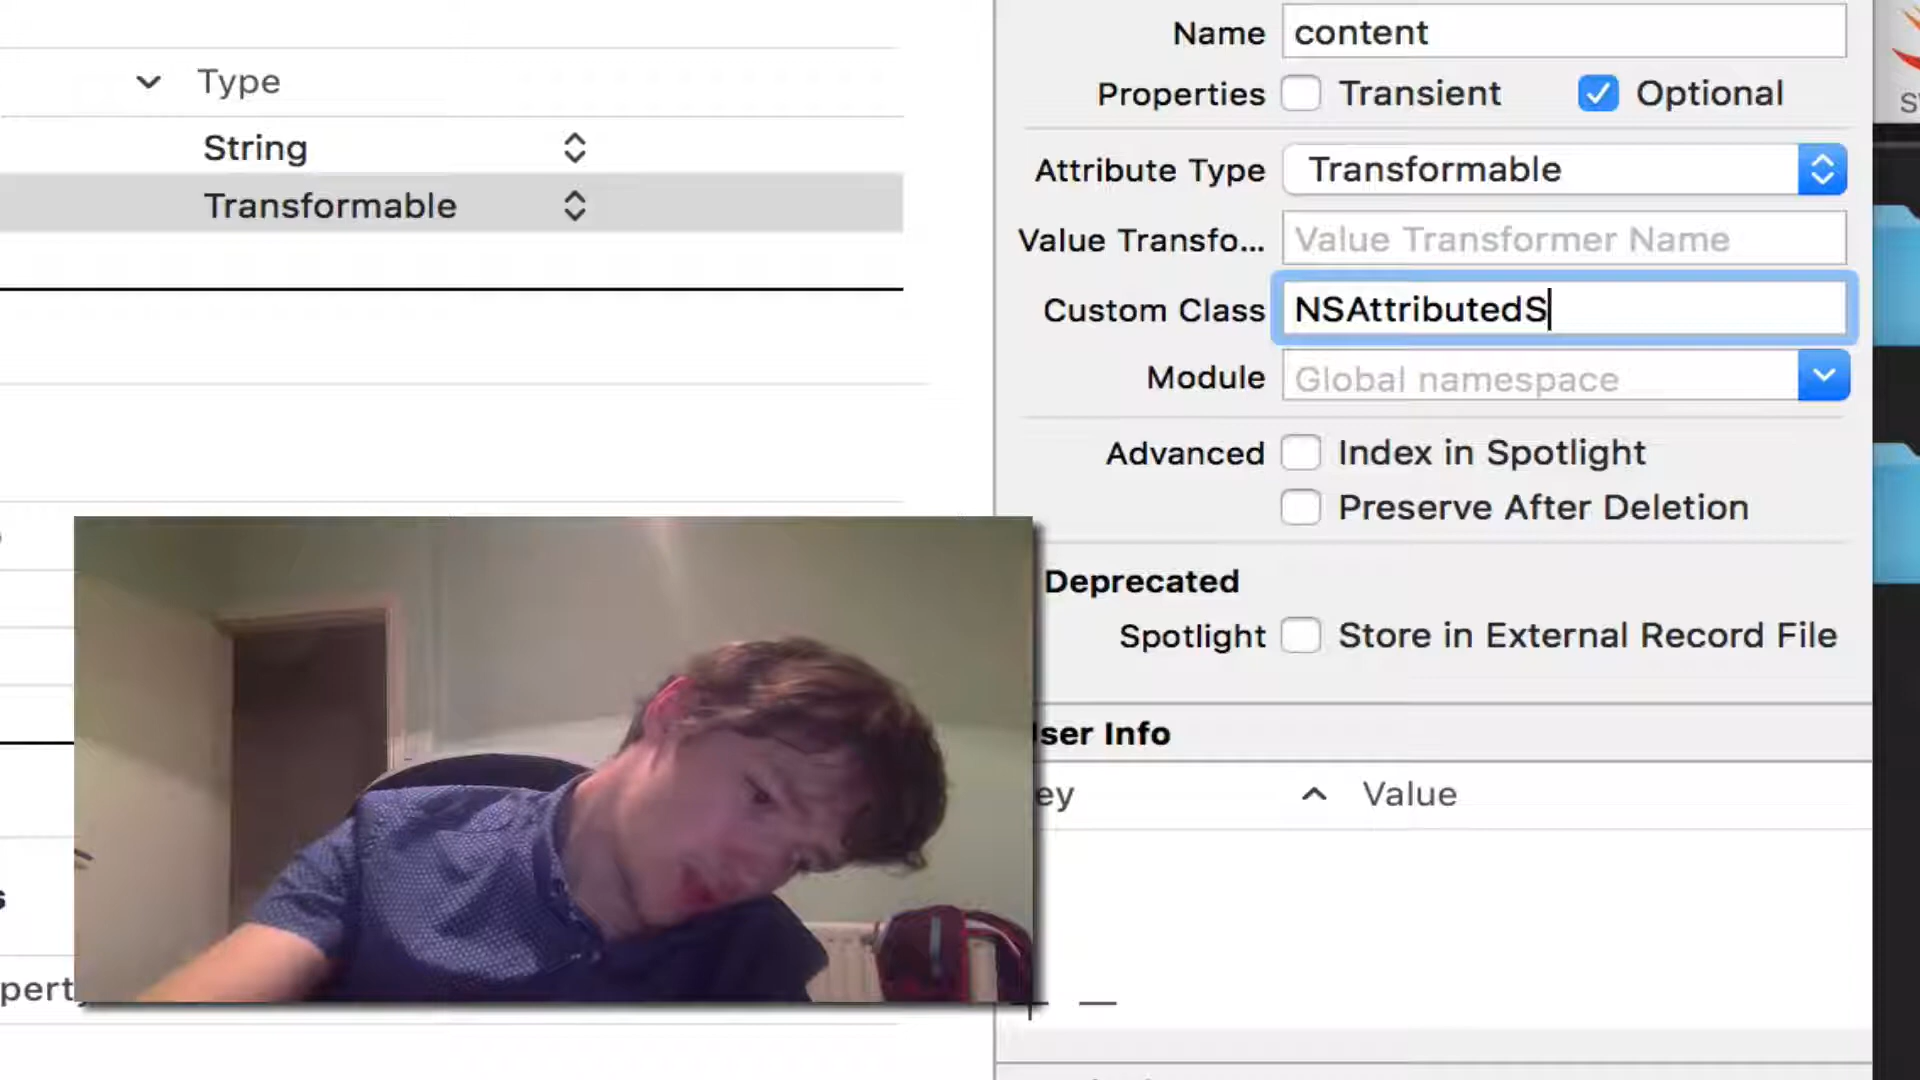 Type
String
Transformable
Name content
Properties Transient Optional
Attribute Type Transformable
Value Transfo... Value Transformer Name
Custom Class NSAttributedS
Module Global namespace
Advanced Index in Spotlight
Preserve After Deletion
Deprecated
Spotlight Store in External Record File
ser Info
ey Value
pert